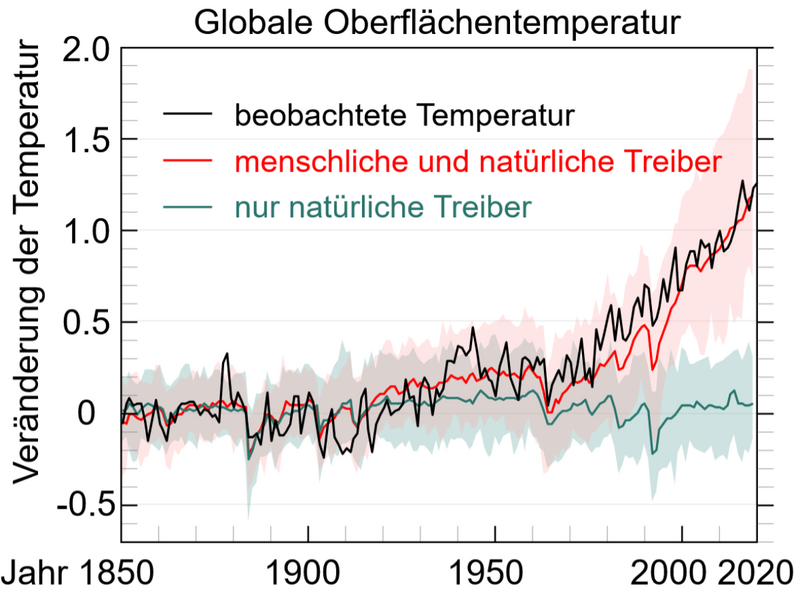 Globale Oberflächentemperatur
Veränderung der Temperatur
2.0
1.5
1.0
0.5
0
-0.5
beobachtete Temperatur
menschliche und natürliche Treiber
nur natürliche Treiber
Jahr 1850 1900 1950 2000 2020